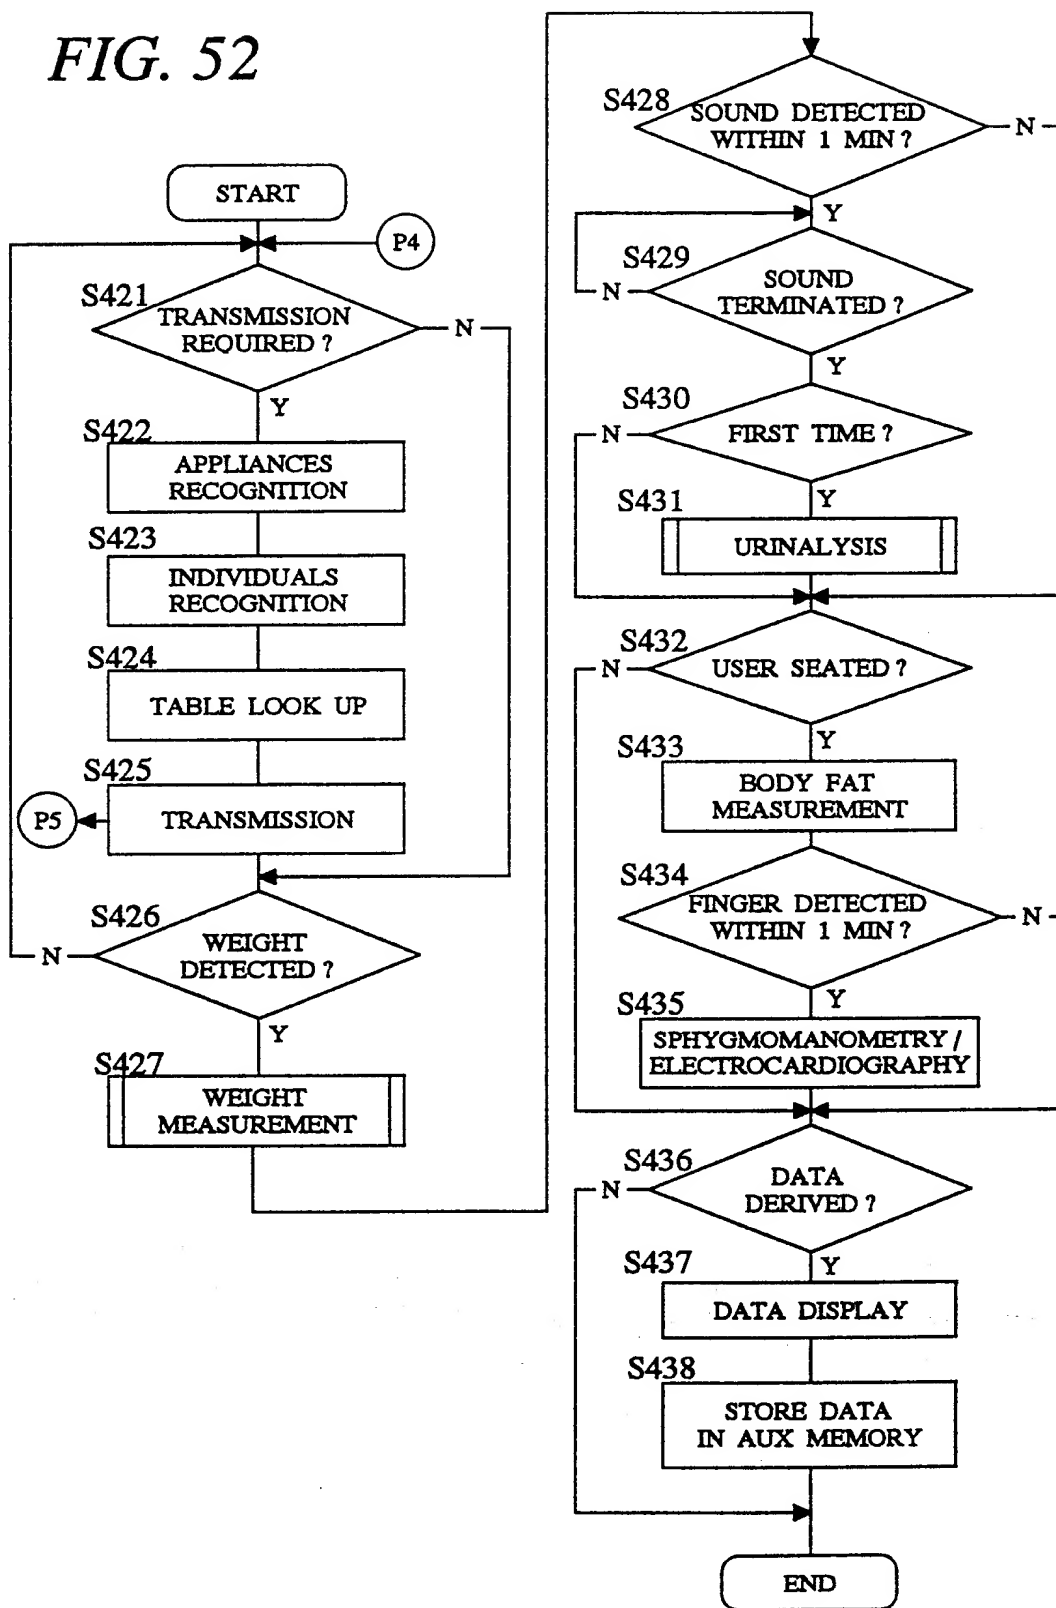 FIG. 52
START
P4
S421
TRANSMISSION
REQUIRED ?
N
Y
S422
APPLIANCES
RECOGNITION
S423
INDIVIDUALS
RECOGNITION
S424
TABLE LOOK UP
S425
TRANSMISSION
P5
S426
WEIGHT
DETECTED ?
N
Y
S427
WEIGHT
MEASUREMENT
S428
SOUND DETECTED
WITHIN 1 MIN ?
N
Y
S429
SOUND
TERMINATED ?
N
Y
S430
FIRST TIME ?
N
Y
S431
URINALYSIS
S432
USER SEATED ?
N
Y
S433
BODY FAT
MEASUREMENT
S434
FINGER DETECTED
WITHIN 1 MIN ?
N
Y
S435
SPHYGMOMANOMETRY /
ELECTROCARDIOGRAPHY
S436
DATA
DERIVED ?
N
Y
S437
DATA DISPLAY
S438
STORE DATA
IN AUX MEMORY
END